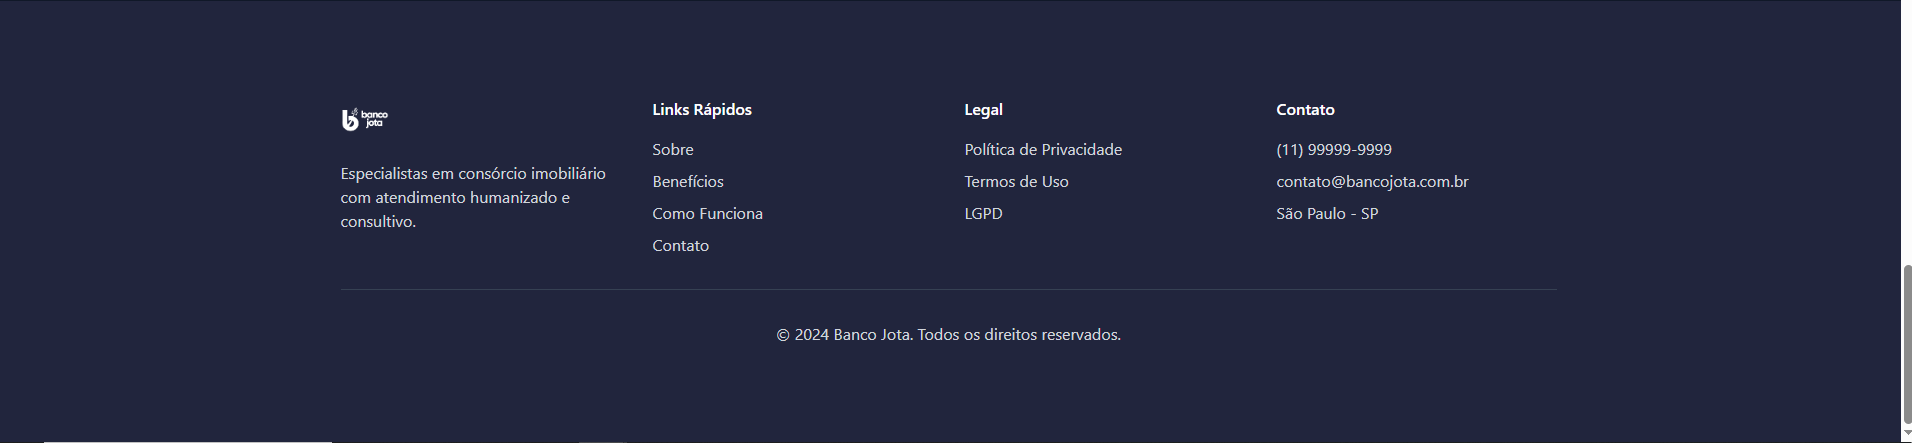 banco
jota
Especialistas em consórcio imobiliário
com atendimento humanizado e
consultivo.
Links Rápidos
Sobre
Benefícios
Como Funciona
Contato
Legal
Política de Privacidade
Termos de Uso
LGPD
Contato
(11) 99999-9999
contato@bancojota.com.br
São Paulo - SP
© 2024 Banco Jota. Todos os direitos reservados.